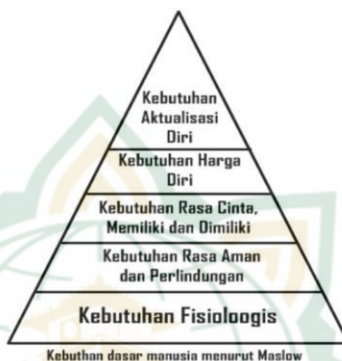 Kebutuhan
Aktualisasi
Diri
Kebutuhan Harga
Diri
Kebutuhan Rasa Cinta,
Memiliki dan Dimiliki
Kebutuhan Rasa Aman
dan Perlindungan
Kebutuhan Fisioloogis
Kebuthan dasar manusia menurut Maslow